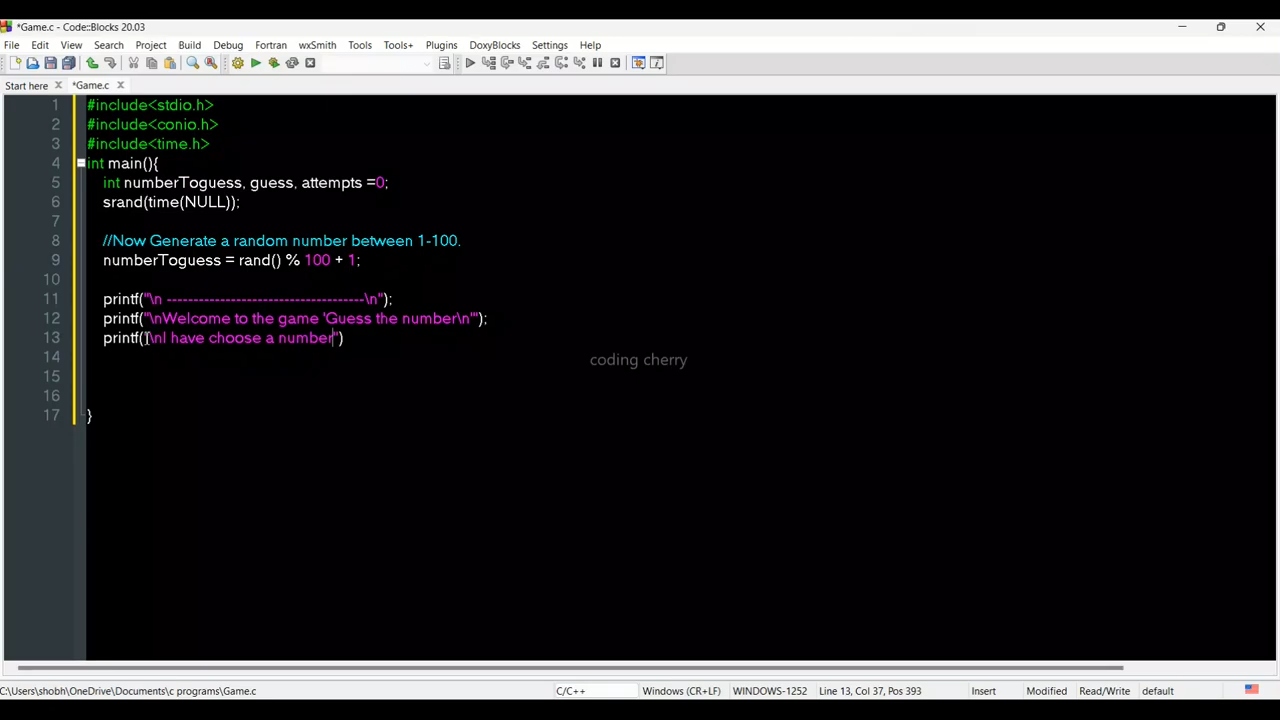 *Game.c - Code::Blocks 20.03
File Edit View Search Project Build Debug Fortran wxSmith Tools Tools+ Plugins DoxyBlocks Settings Help
Start here *Game.c
1 #include<stdio.h>
2 #include<conio.h>
3 #include<time.h>
4 int main(){
5 int numberToguess, guess, attempts =0;
6 srand(time(NULL));
7
8 //Now Generate a random number between 1-100.
9 numberToguess = rand() % 100 + 1;
10
11 printf("\n -------------------------------------\n");
12 printf("\nWelcome to the game 'Guess the number\n'");
13 printf("\nI have choose a number")
14
coding cherry
15
16
17 }
C:\Users\shobh\OneDrive\Documents\c programs\Game.c C/C++ Windows (CR+LF) WINDOWS-1252 Line 13, Col 37, Pos 393 Insert Modified Read/Write default